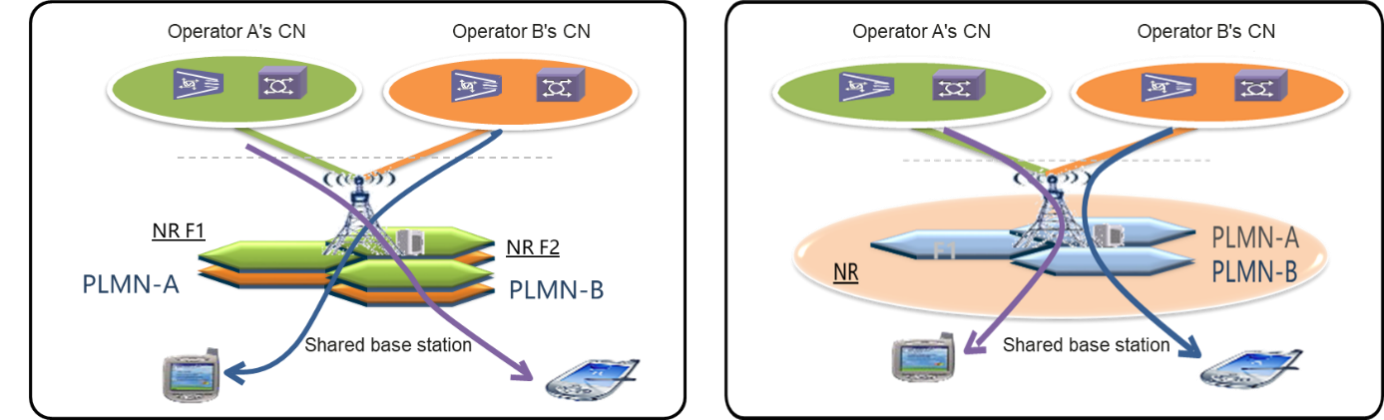 Operator A's CN
Operator B's CN
NR F1
NR F2
PLMN-A
PLMN-B
Shared base station
Operator A's CN
Operator B's CN
F1
PLMN-A
NR
PLMN-B
Shared base station